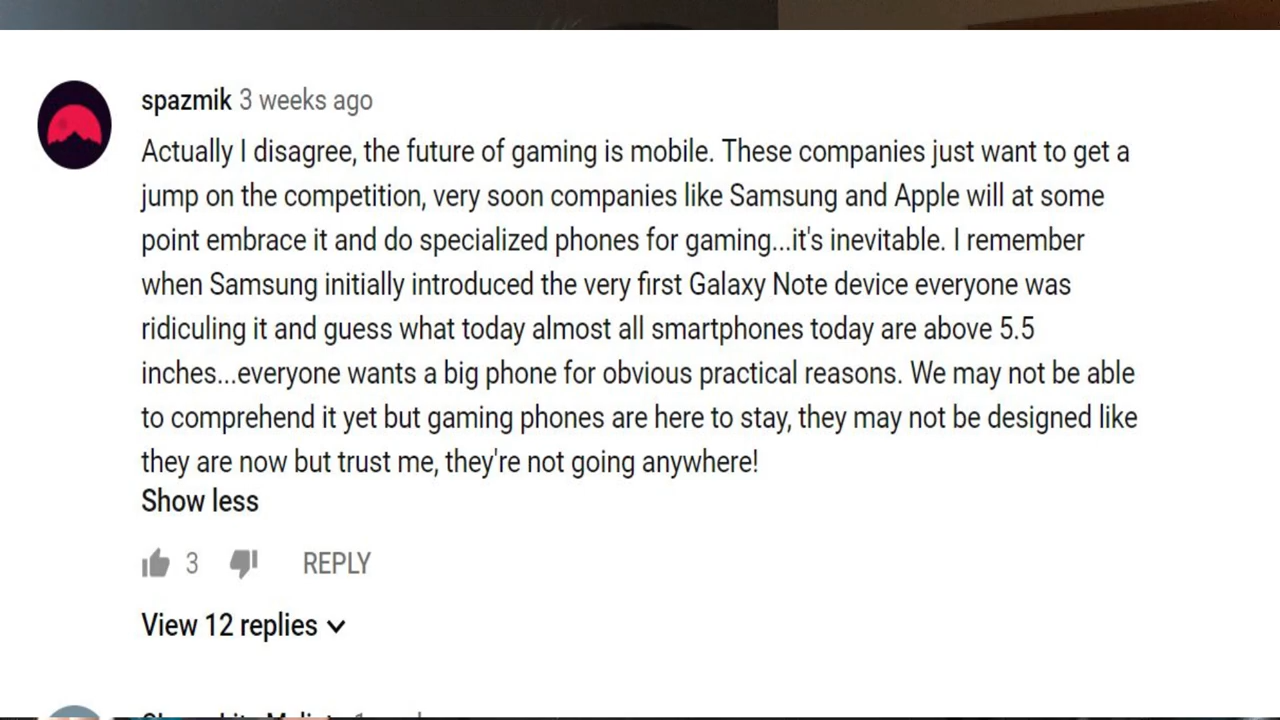 spazmik 3 weeks ago
Actually I disagree, the future of gaming is mobile. These companies just want to get a
jump on the competition, very soon companies like Samsung and Apple will at some
point embrace it and do specialized phones for gaming...it's inevitable. I remember
when Samsung initially introduced the very first Galaxy Note device everyone was
ridiculing it and guess what today almost all smartphones today are above 5.5
inches...everyone wants a big phone for obvious practical reasons. We may not be able
to comprehend it yet but gaming phones are here to stay, they may not be designed like
they are now but trust me, they're not going anywhere!
Show less
3 REPLY
View 12 replies